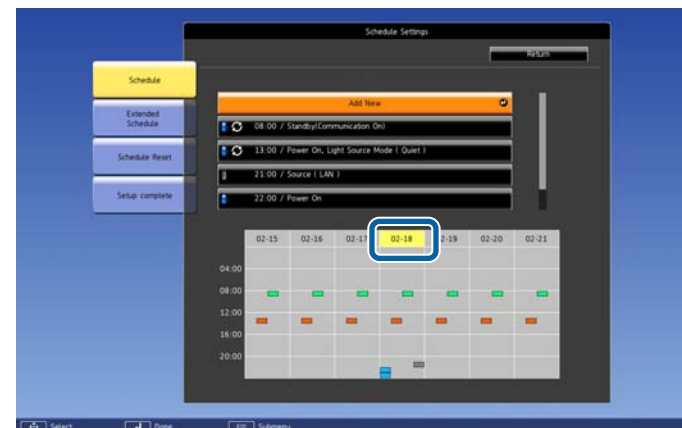 Schedule Settings
Return
Schedule
Extended
Schedule
Schedule Reset
Setup complete
Add New
08:00 / Standby(Communication On)
13:00 / Power On, Light Source Mode ( Quiet )
21:00 / Source ( LAN )
22:00 / Power On
02-15 02-16 02-17 02-18 02-19 02-20 02-21
04:00
08:00
12:00
16:00
20:00
Select Done Esc Submenu